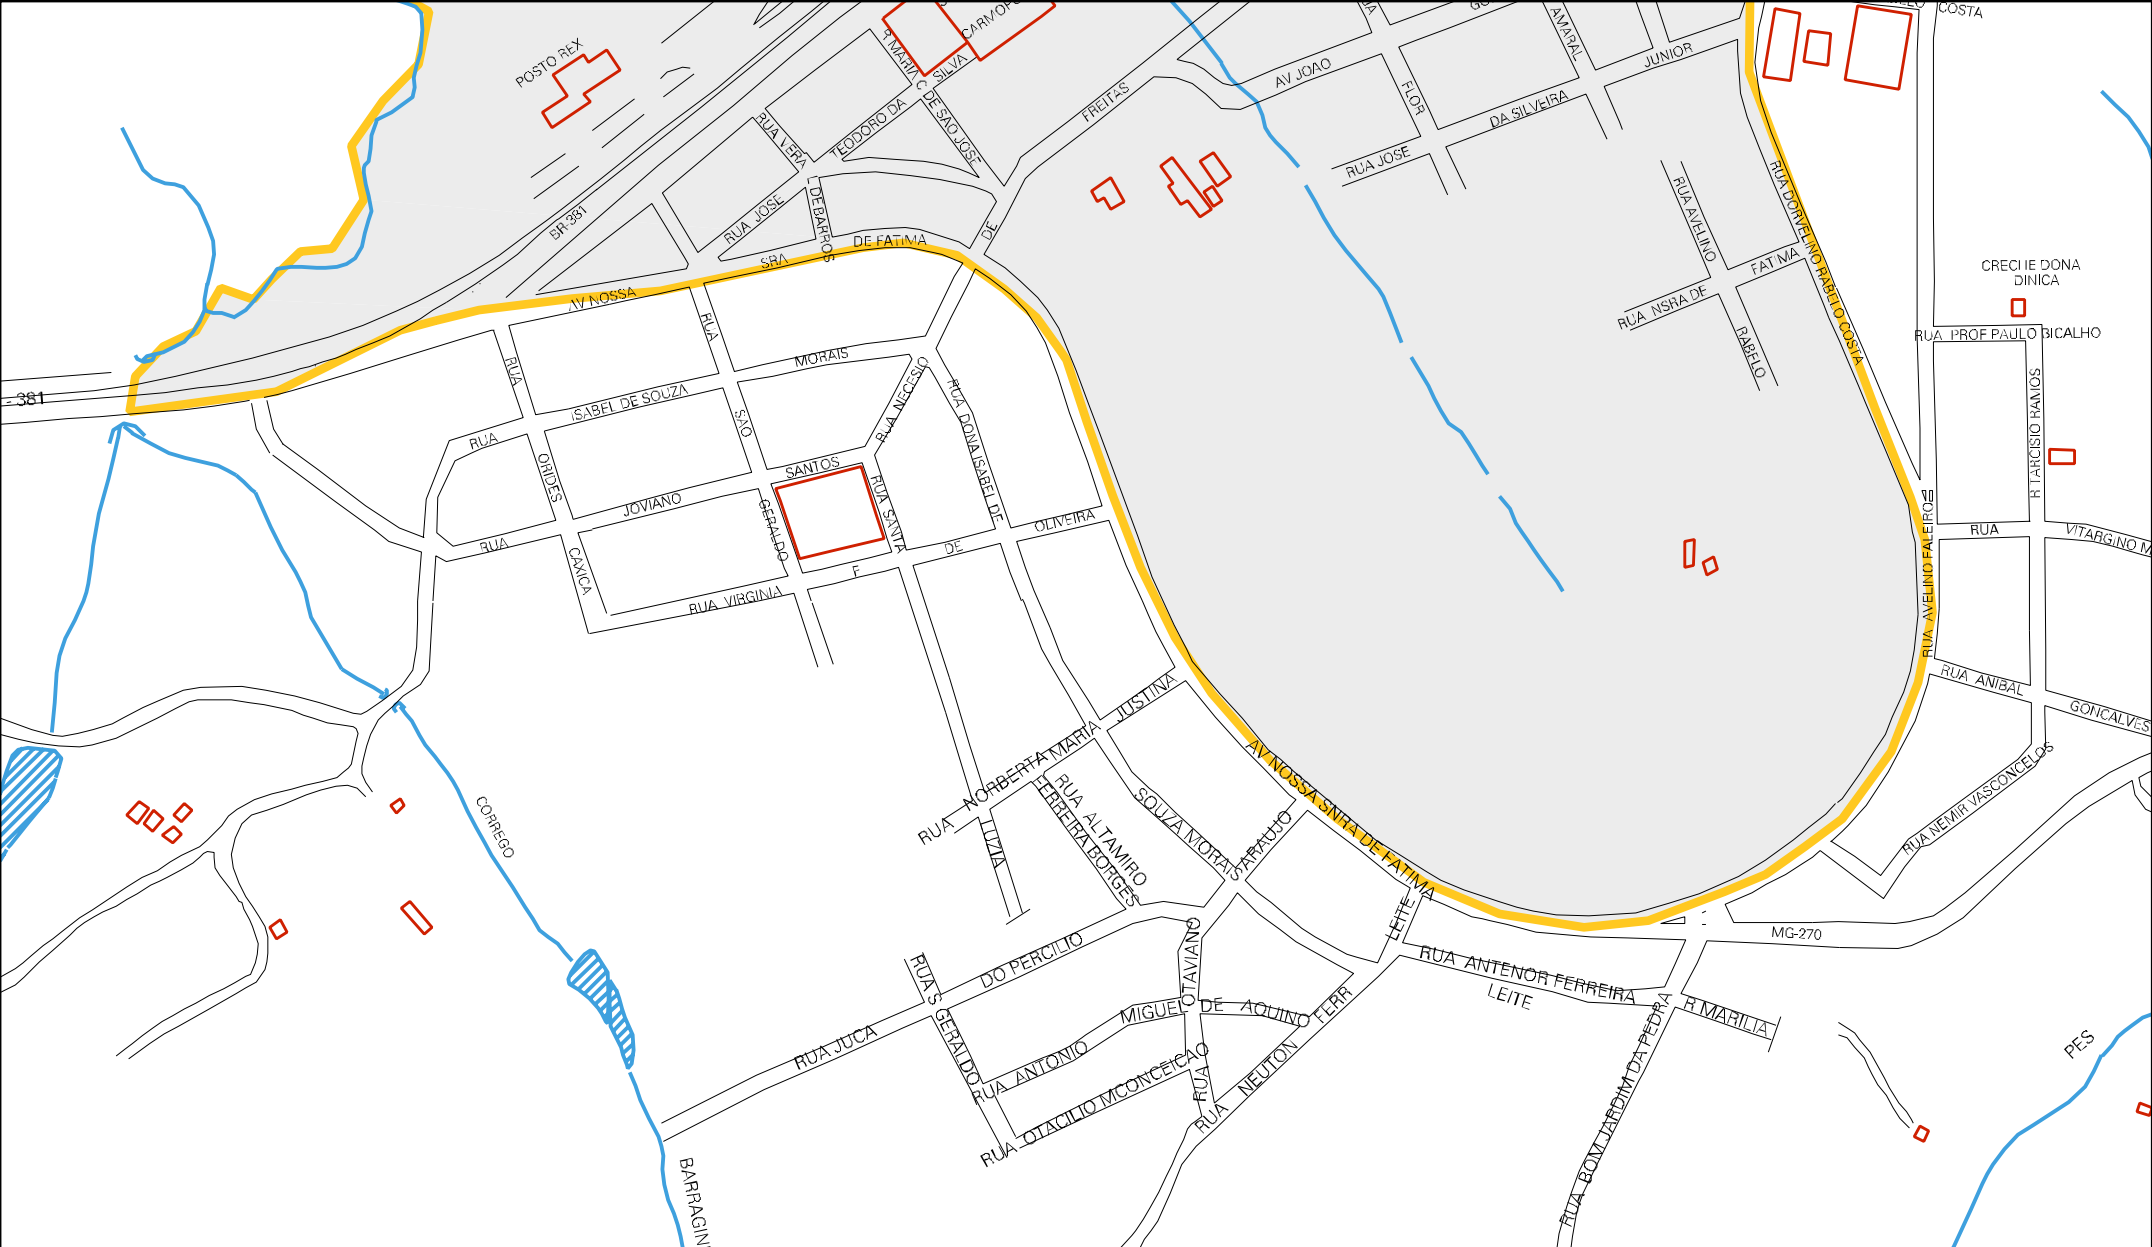 COSTA
POSTO REX
CARMOPO
R MARIA C DE SAO JOSE
SILVA
TEODORO DA
RUA JOSE
RUA VERA
L DEBARROS
BR-381
FREITAS
DE
AV JOAO
FLOR
AMARAL
JUNIOR
DA SILVEIRA
RUA JOSE
RUA AVELINO
RABELO
RUA NSRA DE
FATIMA
RUA DORVELINO RABELO COSTA
CRECHE DONA
DINICA
RUA PROF PAULO BICALHO
R TARCISIO RAMOS
- 381
AV NOSSA
SRA
DE FATIMA
RUA
ORIDES
CAXICA
RUA
SAO
GERALDO
RUA
ISABEL DE SOUZA
MORAIS
RUA NECESIO
RUA DONA ISABEL DE
RUA
JOVIANO
SANTOS
RUA SANTA
LUZIA
RUA VIRGINIA
F
DE
OLIVEIRA
RUA AVELINO FALEIROS
RUA
VITARGINO M
RUA ANIBAL
GONCALVES
RUA NEMIR VASCONCELOS
RUA
NORBERTA MARIA
JUSTINA
RUA ALTAMIRO
FERREIRA BORGES
SOUZA MORAIS
ARAUJO
AV NOSSA SNRA DE FATIMA
LEITE
RUA ANTENOR FERREIRA
LEITE
MG-270
R MARILIA
RUA BOM JARDIM DA PEDRA
CORREGO
BARRAGIN
RUA JUCA
DO PERCILIO
RUA S GERALDO
RUA ANTONIO
MIGUEL DE AQUINO
RUA
OTAVIANO
RUA OTACILIO MCONCEICAO
RUA NEUTON FERR
PES